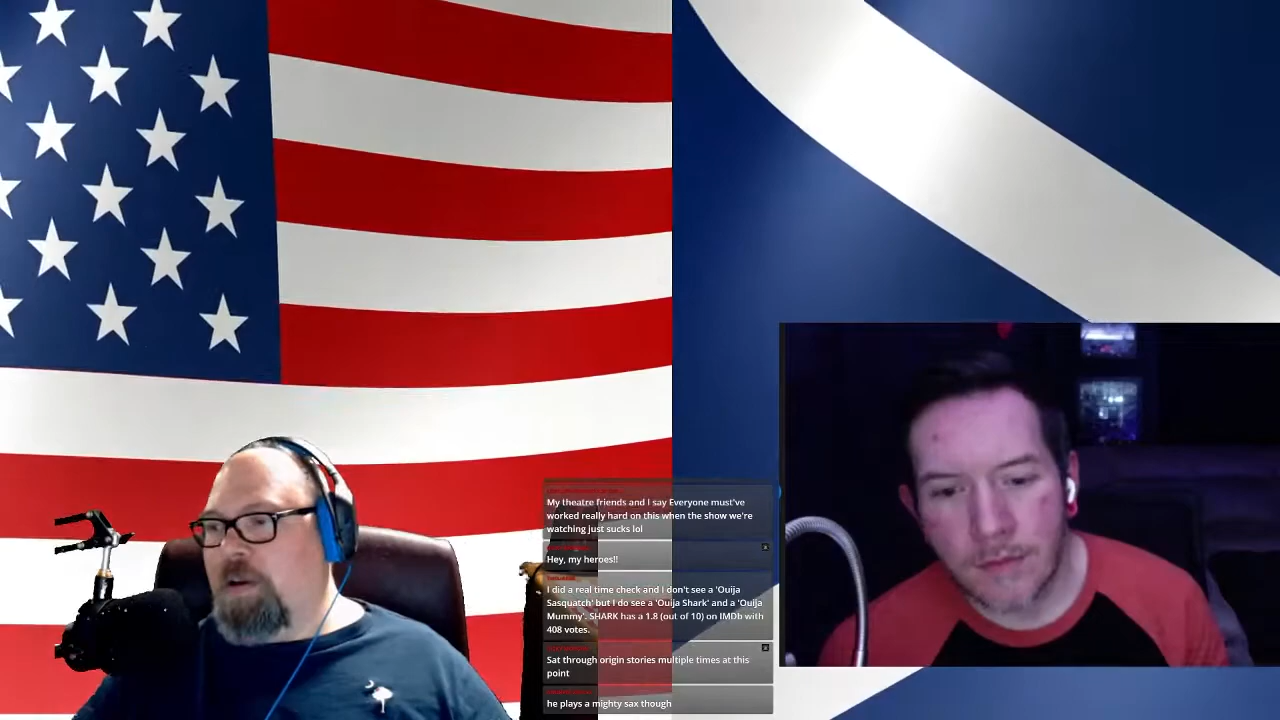 My theatre friends and I say Everyone must've
worked really hard on this when the show we're
watching just sucks lol
Hey, my heroes!!
I did a real time check and I don't see a 'Ouija
Sasquatch' but I do see a 'Ouija Shark' and a 'Ouija
Mummy'. SHARK has a 1.8 (out of 10) on IMDb with
408 votes.
Sat through origin stories multiple times at this
point
he plays a mighty sax though